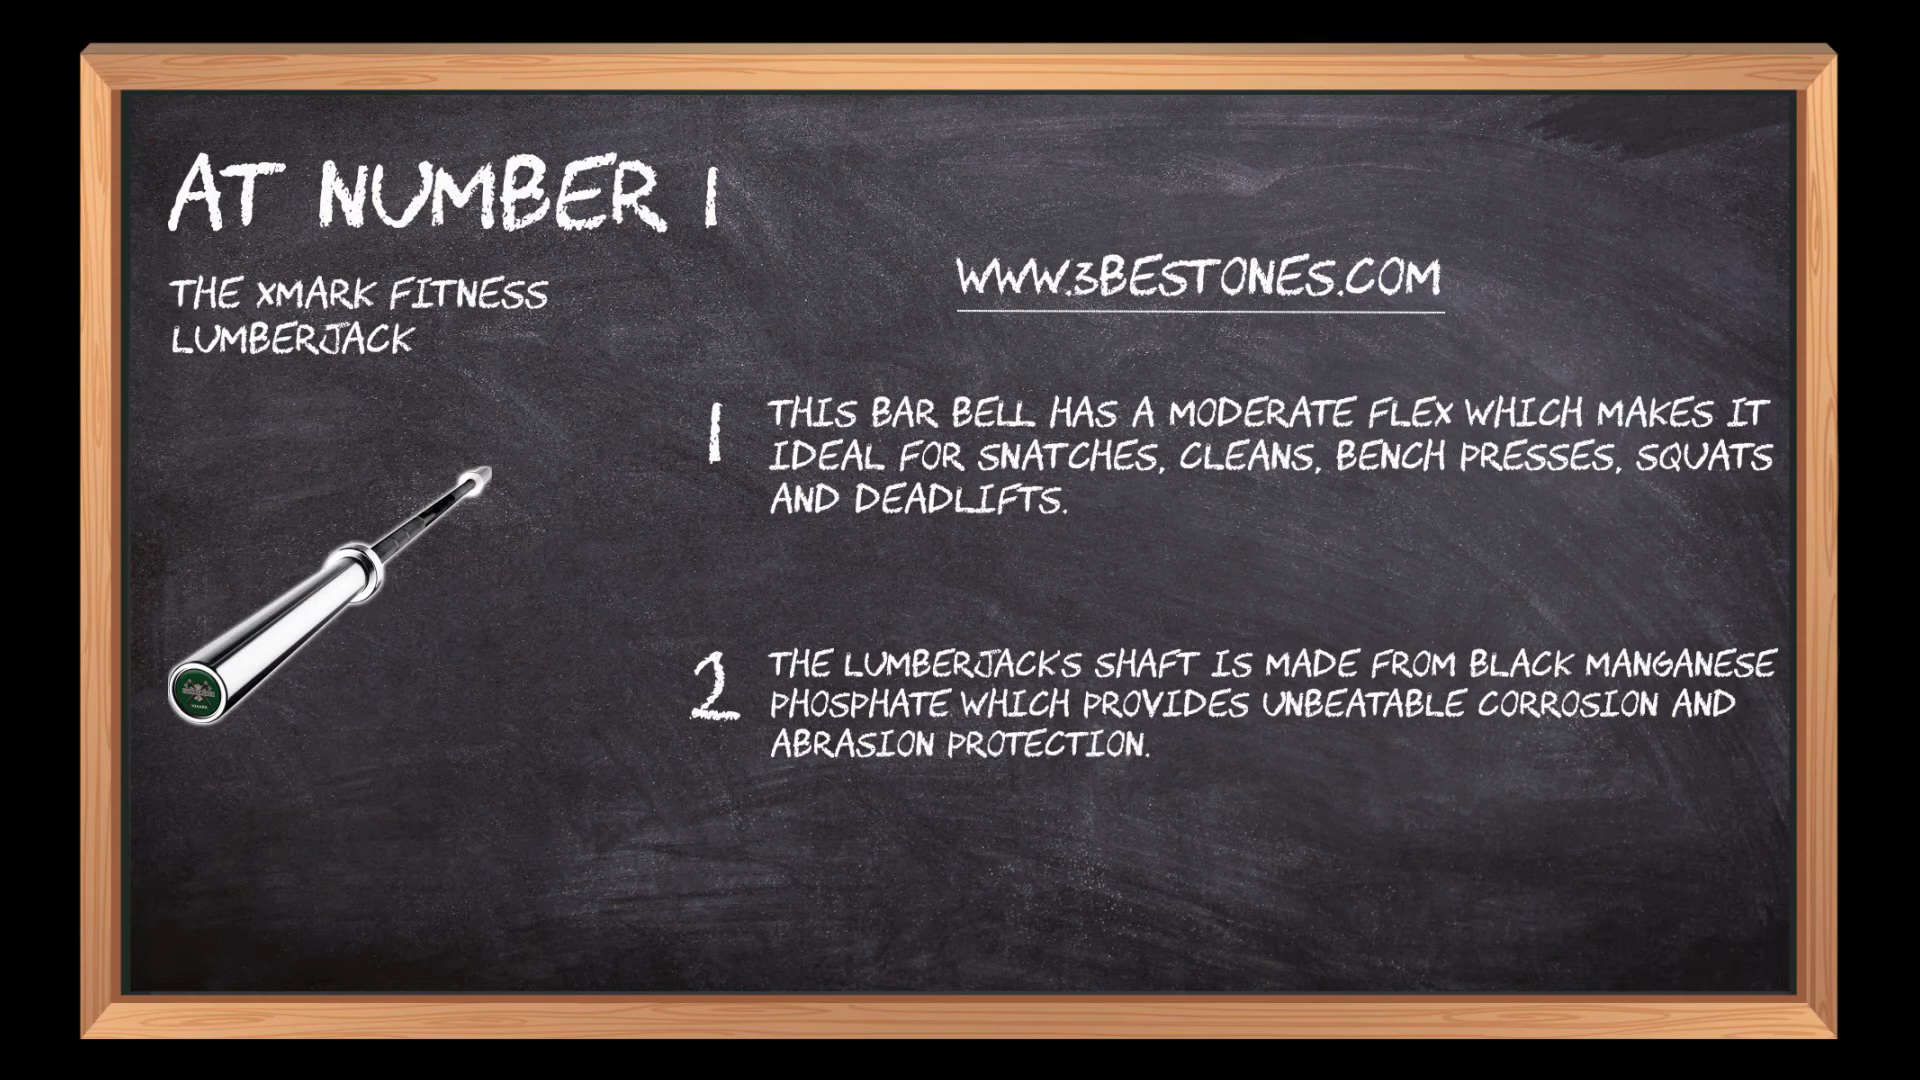 AT NUMBER 1
THE XMARK FITNESS
LUMBERJACK
WWW.3BESTONES.COM
1
THIS BAR BELL HAS A MODERATE FLEX WHICH MAKES IT
IDEAL FOR SNATCHES, CLEANS, BENCH PRESSES, SQUATS
AND DEADLIFTS.
2
THE LUMBERJACK'S SHAFT IS MADE FROM BLACK MANGANESE
PHOSPHATE WHICH PROVIDES UNBEATABLE CORROSION AND
ABRASION PROTECTION.